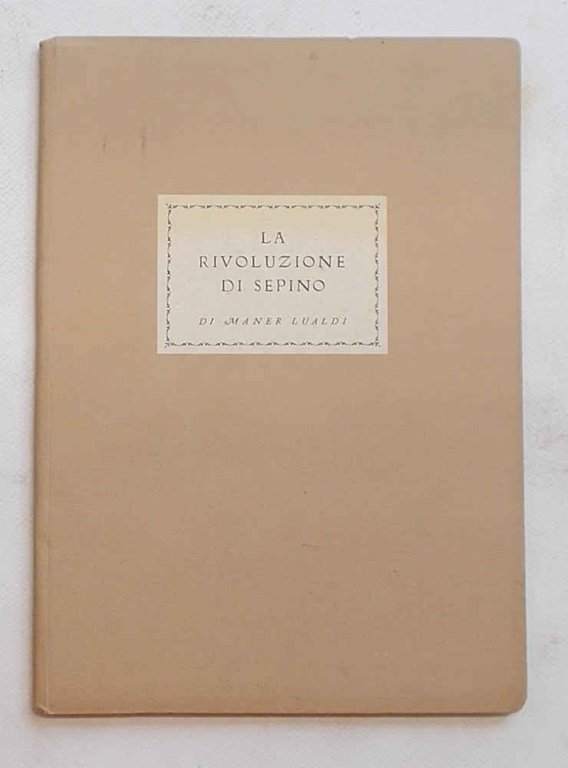 LA
RIVOLUZIONE
DI SEPINO
DI MANER LUALDI